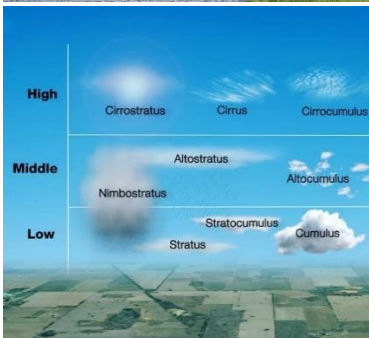 High
Cirrostratus
Cirrus
Cirrocumulus
Middle
Altostratus
Altocumulus
Nimbostratus
Low
Stratocumulus
Cumulus
Stratus